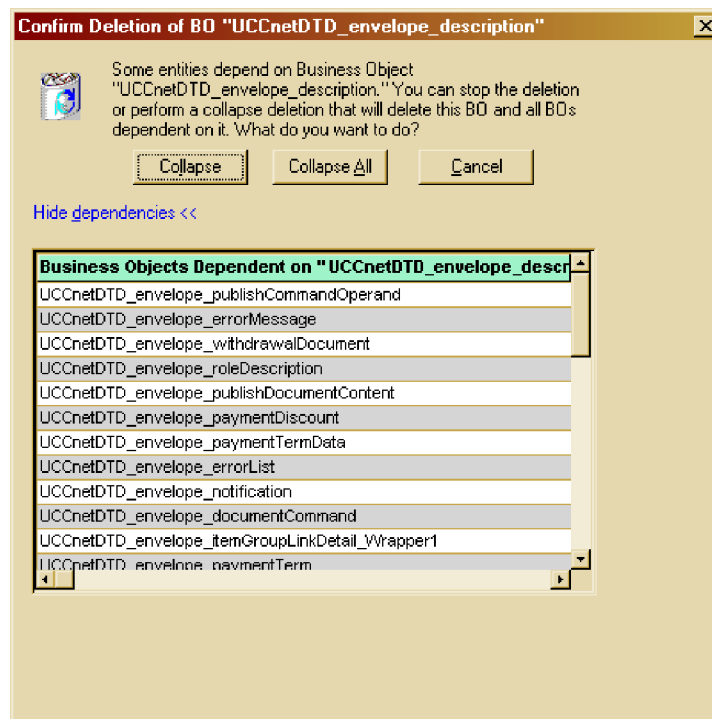 Confirm Deletion of BO "UCCnetDTD_envelope_description"
Some entities depend on Business Object
"UCCnetDTD_envelope_description." You can stop the deletion
or perform a collapse deletion that will delete this BO and all BOs
dependent on it. What do you want to do?
Collapse Collapse All Cancel
Hide dependencies <<
Business Objects Dependent on "UCCnetDTD_envelope_descr
UCCnetDTD_envelope_publishCommandOperand
UCCnetDTD_envelope_errorMessage
UCCnetDTD_envelope_withdrawalDocument
UCCnetDTD_envelope_roleDescription
UCCnetDTD_envelope_publishDocumentContent
UCCnetDTD_envelope_paymentDiscount
UCCnetDTD_envelope_paymentTermData
UCCnetDTD_envelope_errorList
UCCnetDTD_envelope_notification
UCCnetDTD_envelope_documentCommand
UCCnetDTD_envelope_itemGroupLinkDetail_Wrapper1
UCCnetDTD_envelope_paymentTerm